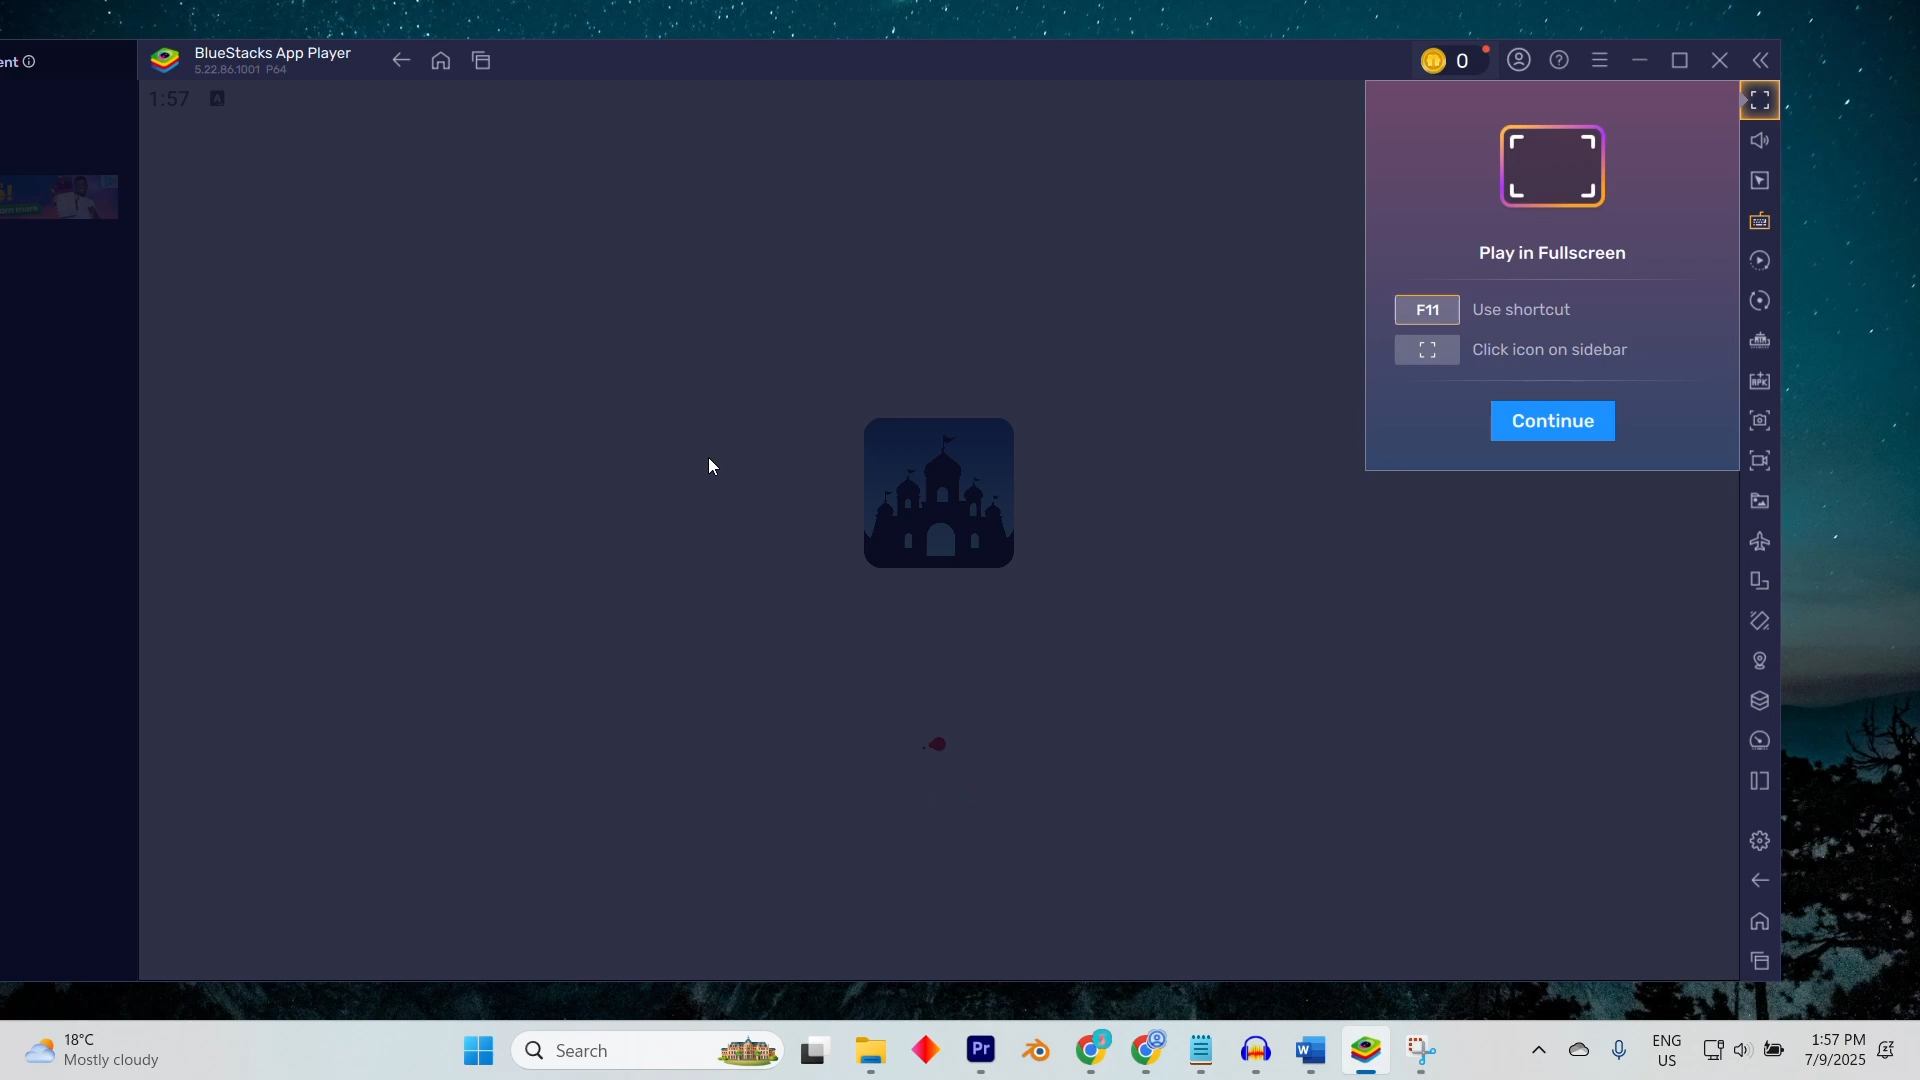 ent
BlueStacks App Player
5.22.86.1001 P64
0
1:57
A
Play in Fullscreen
F11 Use shortcut
Click icon on sidebar
Continue
18°C
Mostly cloudy
Search
Pr
W
ENG
US
1:57 PM
7/9/2025